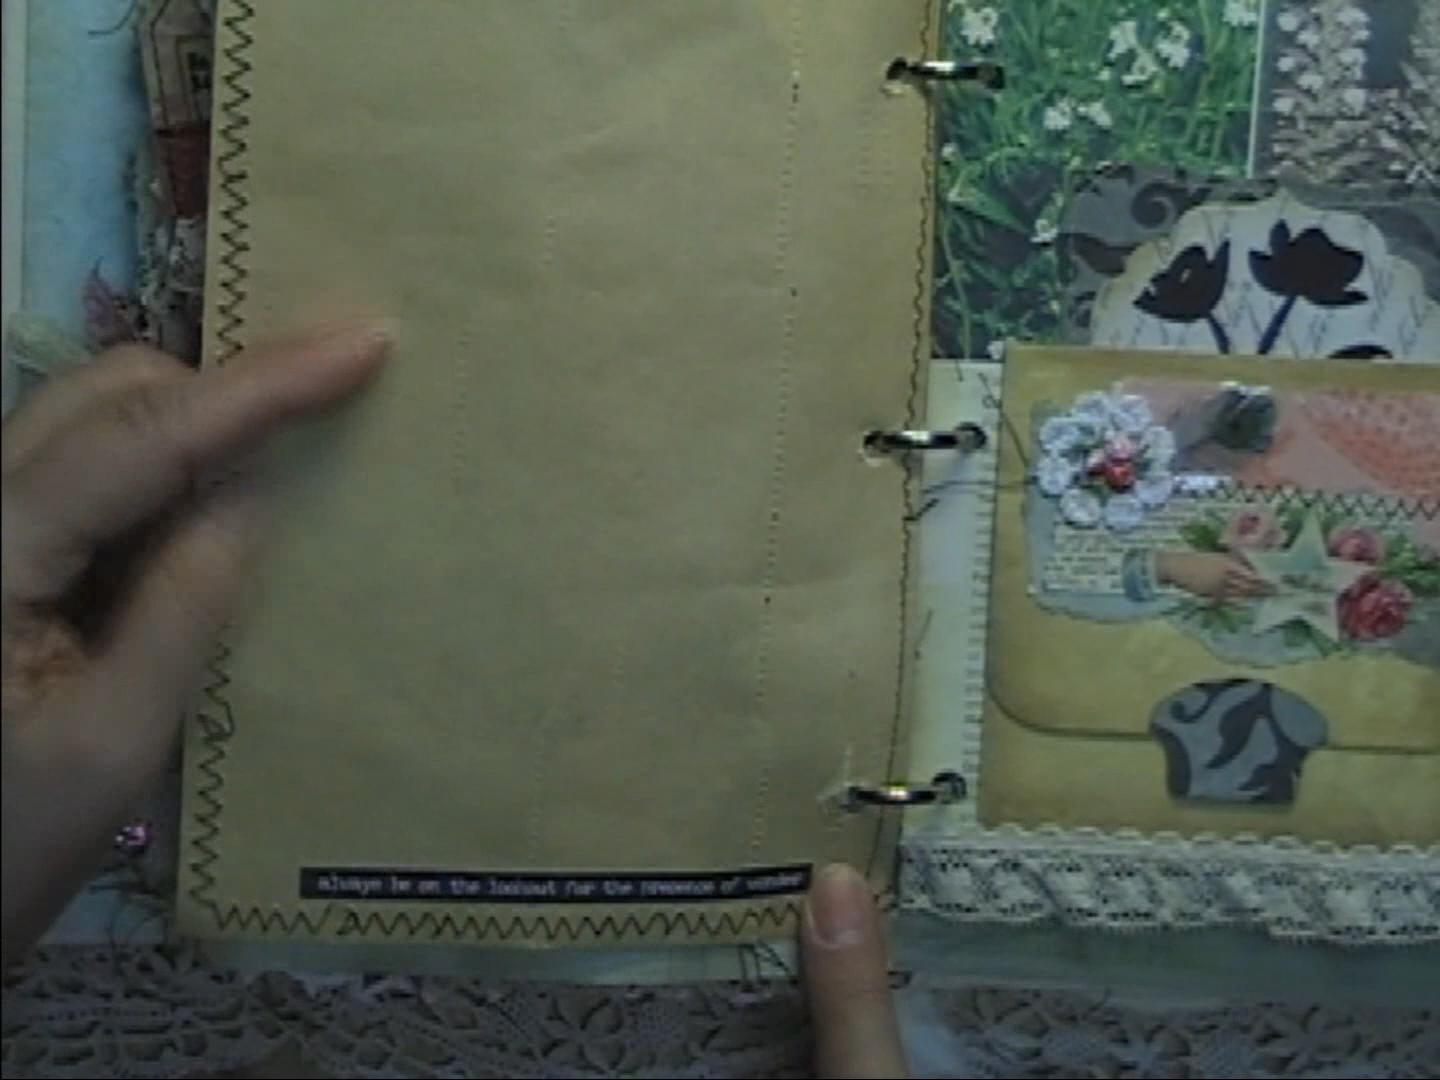 always be on the lookout for the presence of wonder